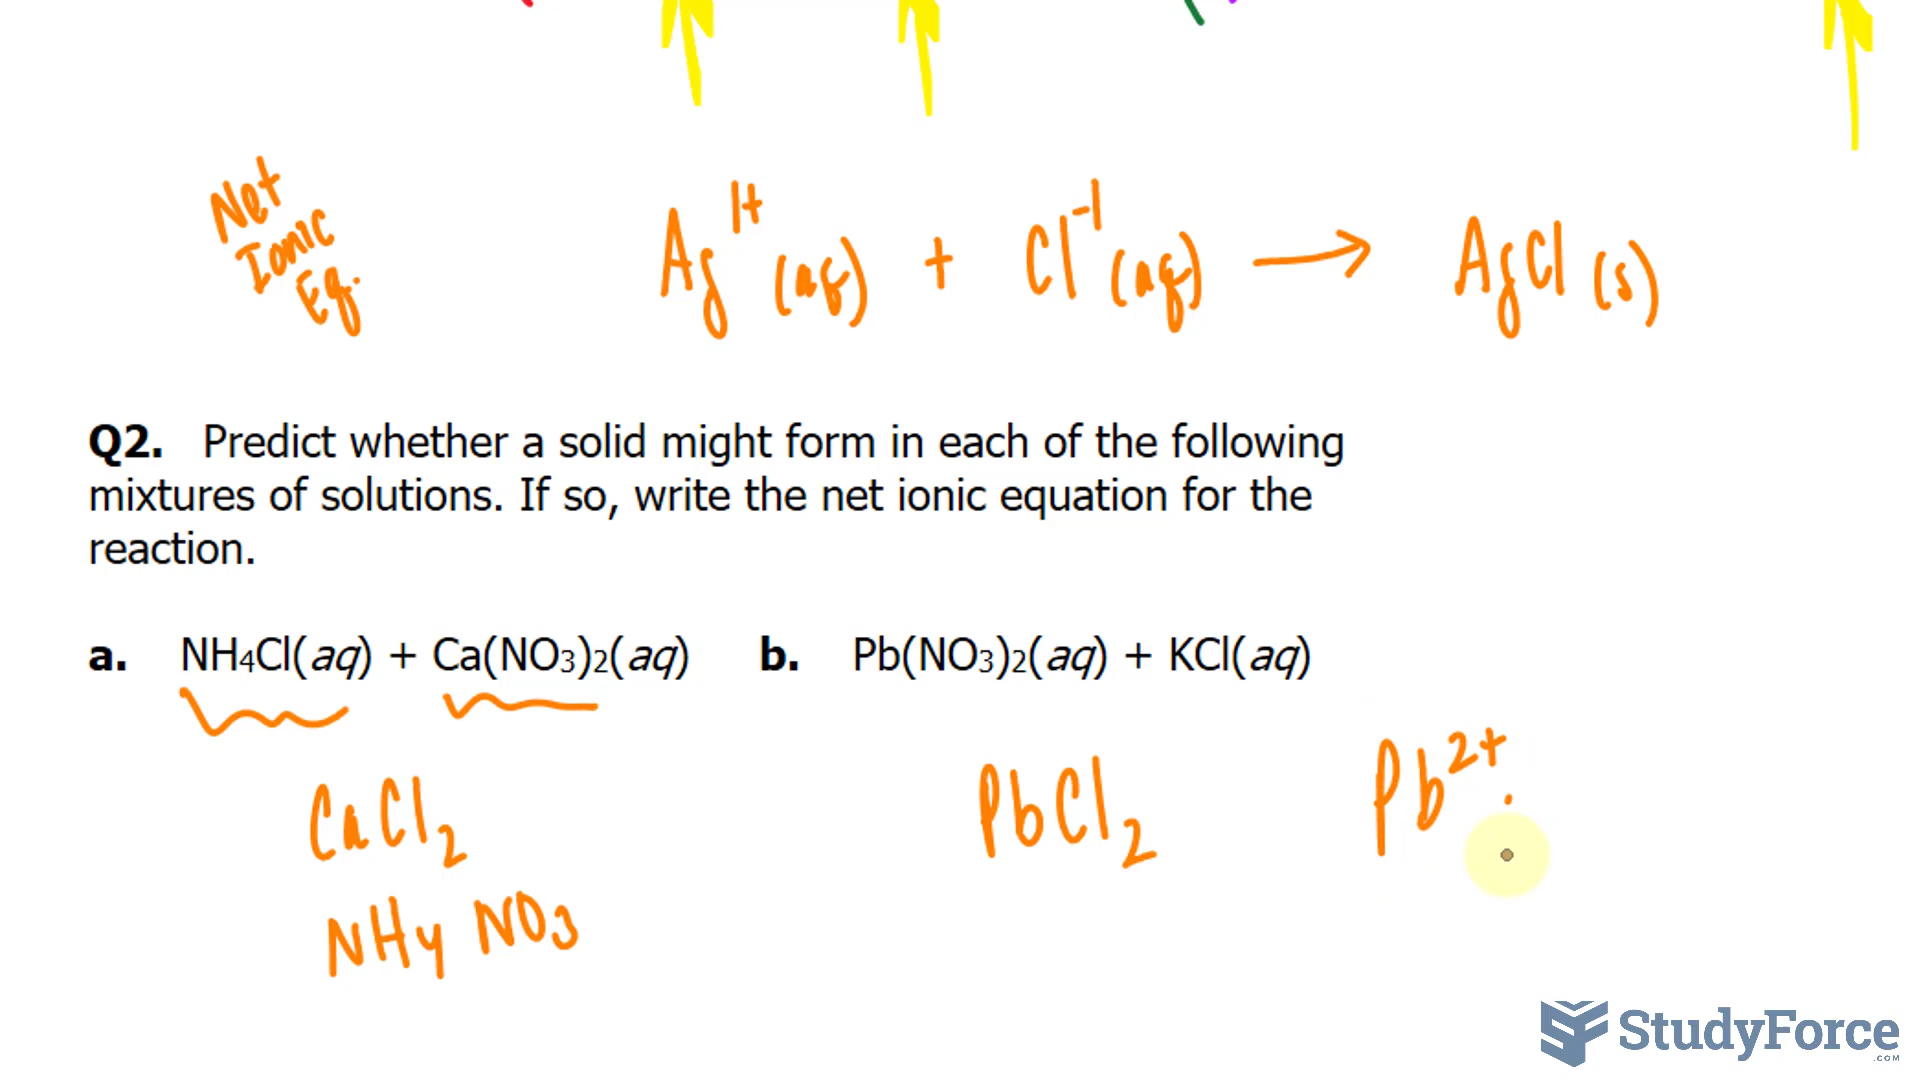 Net
Ionic
Eq.
Ag¹⁺(aq) + Cl⁻¹(aq) → AgCl(s)
Q2. Predict whether a solid might form in each of the following
mixtures of solutions. If so, write the net ionic equation for the
reaction.
a. NH4Cl(aq) + Ca(NO3)2(aq) b. Pb(NO3)2(aq) + KCl(aq)
CaCl₂ PbCl₂ Pb²⁺
NH₄NO₃
StudyForce
.COM